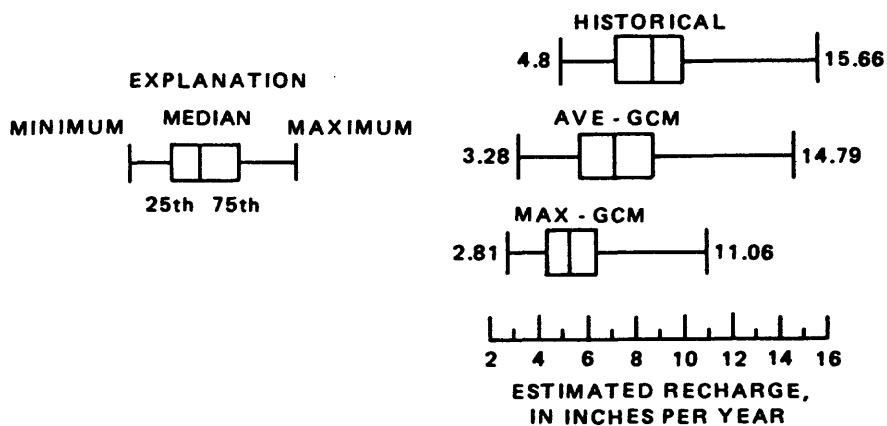 EXPLANATION
MINIMUM MEDIAN MAXIMUM
25th 75th
HISTORICAL
4.8 15.66
AVE - GCM
3.28 14.79
MAX - GCM
2.81 11.06
2 4 6 8 10 12 14 16
ESTIMATED RECHARGE,
IN INCHES PER YEAR